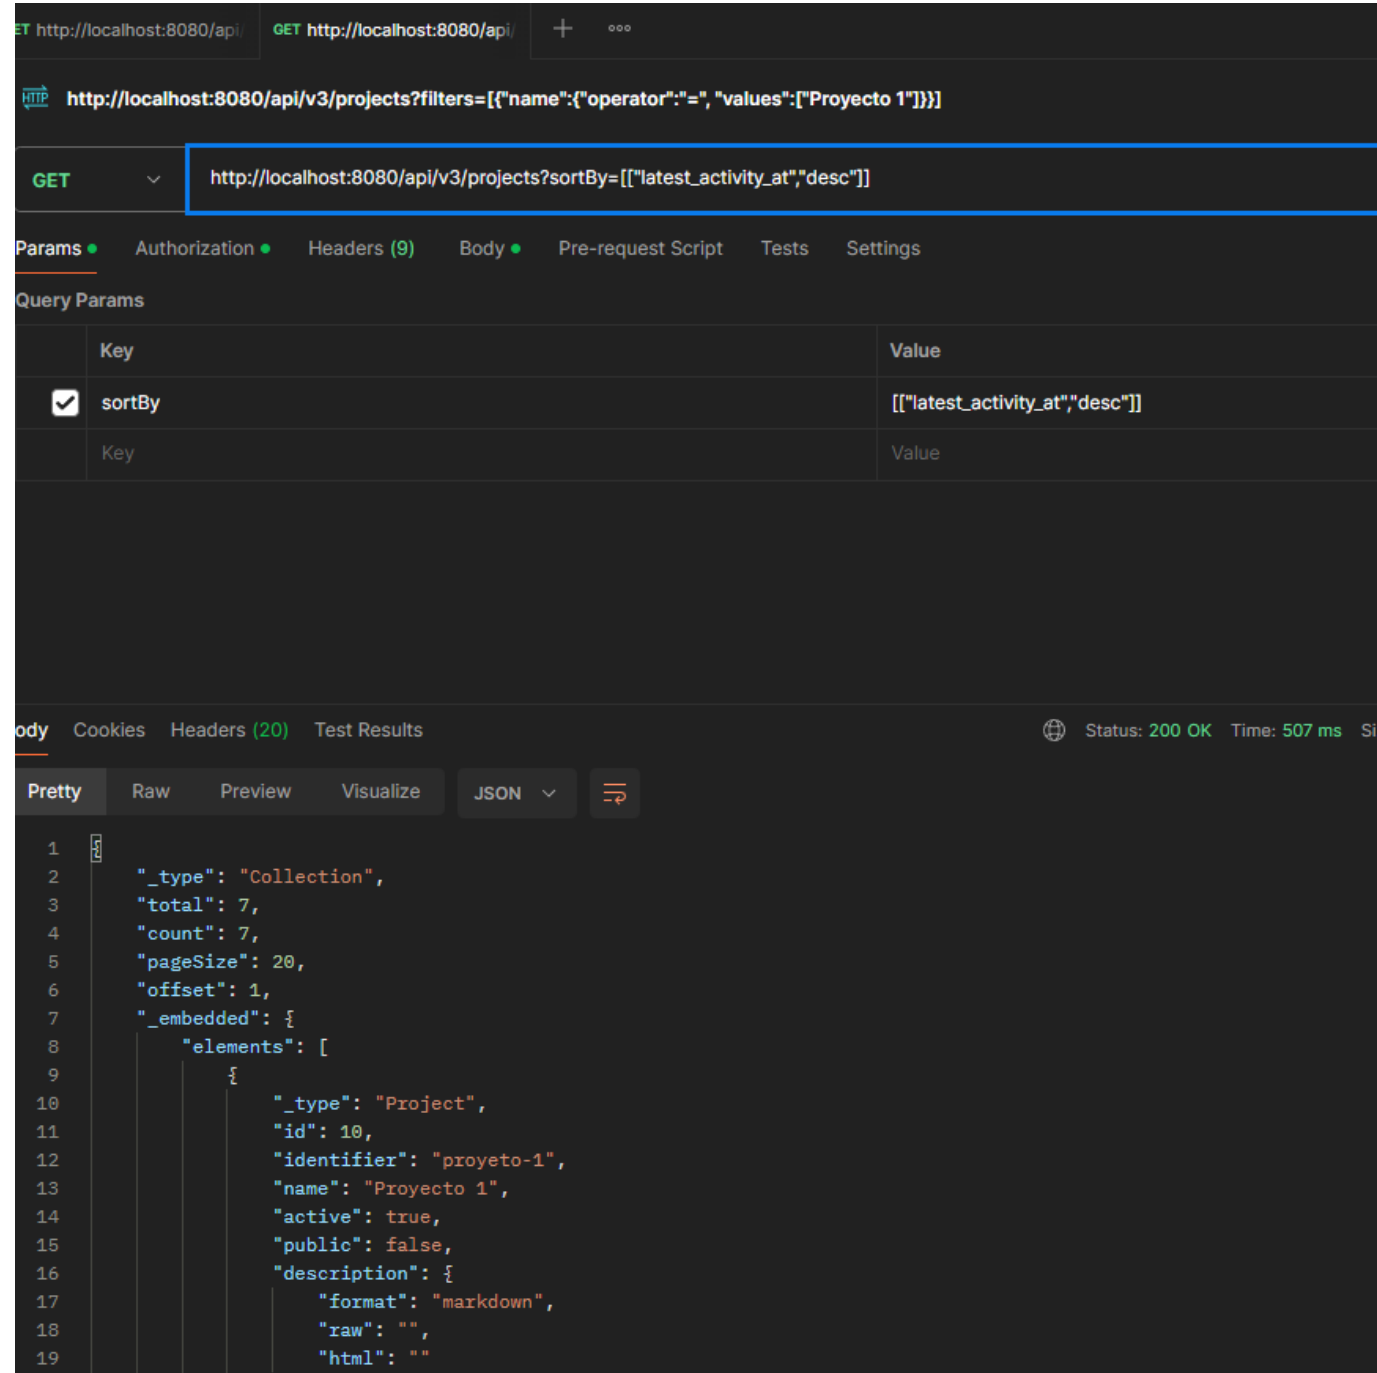 ET http://localhost:8080/api/ GET http://localhost:8080/api/
HTTP http://localhost:8080/api/v3/projects?filters=[{"name":{"operator":"=", "values":["Proyecto 1"]}}]
GET http://localhost:8080/api/v3/projects?sortBy=[["latest_activity_at","desc"]]
Params Authorization Headers (9) Body Pre-request Script Tests Settings
Query Params
Key Value
sortBy [["latest_activity_at","desc"]]
Key Value
ody Cookies Headers (20) Test Results Status: 200 OK Time: 507 ms Si
Pretty Raw Preview Visualize JSON
1 {
2 "_type": "Collection",
3 "total": 7,
4 "count": 7,
5 "pageSize": 20,
6 "offset": 1,
7 "_embedded": {
8 "elements": [
9 {
10 "_type": "Project",
11 "id": 10,
12 "identifier": "proyeto-1",
13 "name": "Proyecto 1",
14 "active": true,
15 "public": false,
16 "description": {
17 "format": "markdown",
18 "raw": "",
19 "html": ""